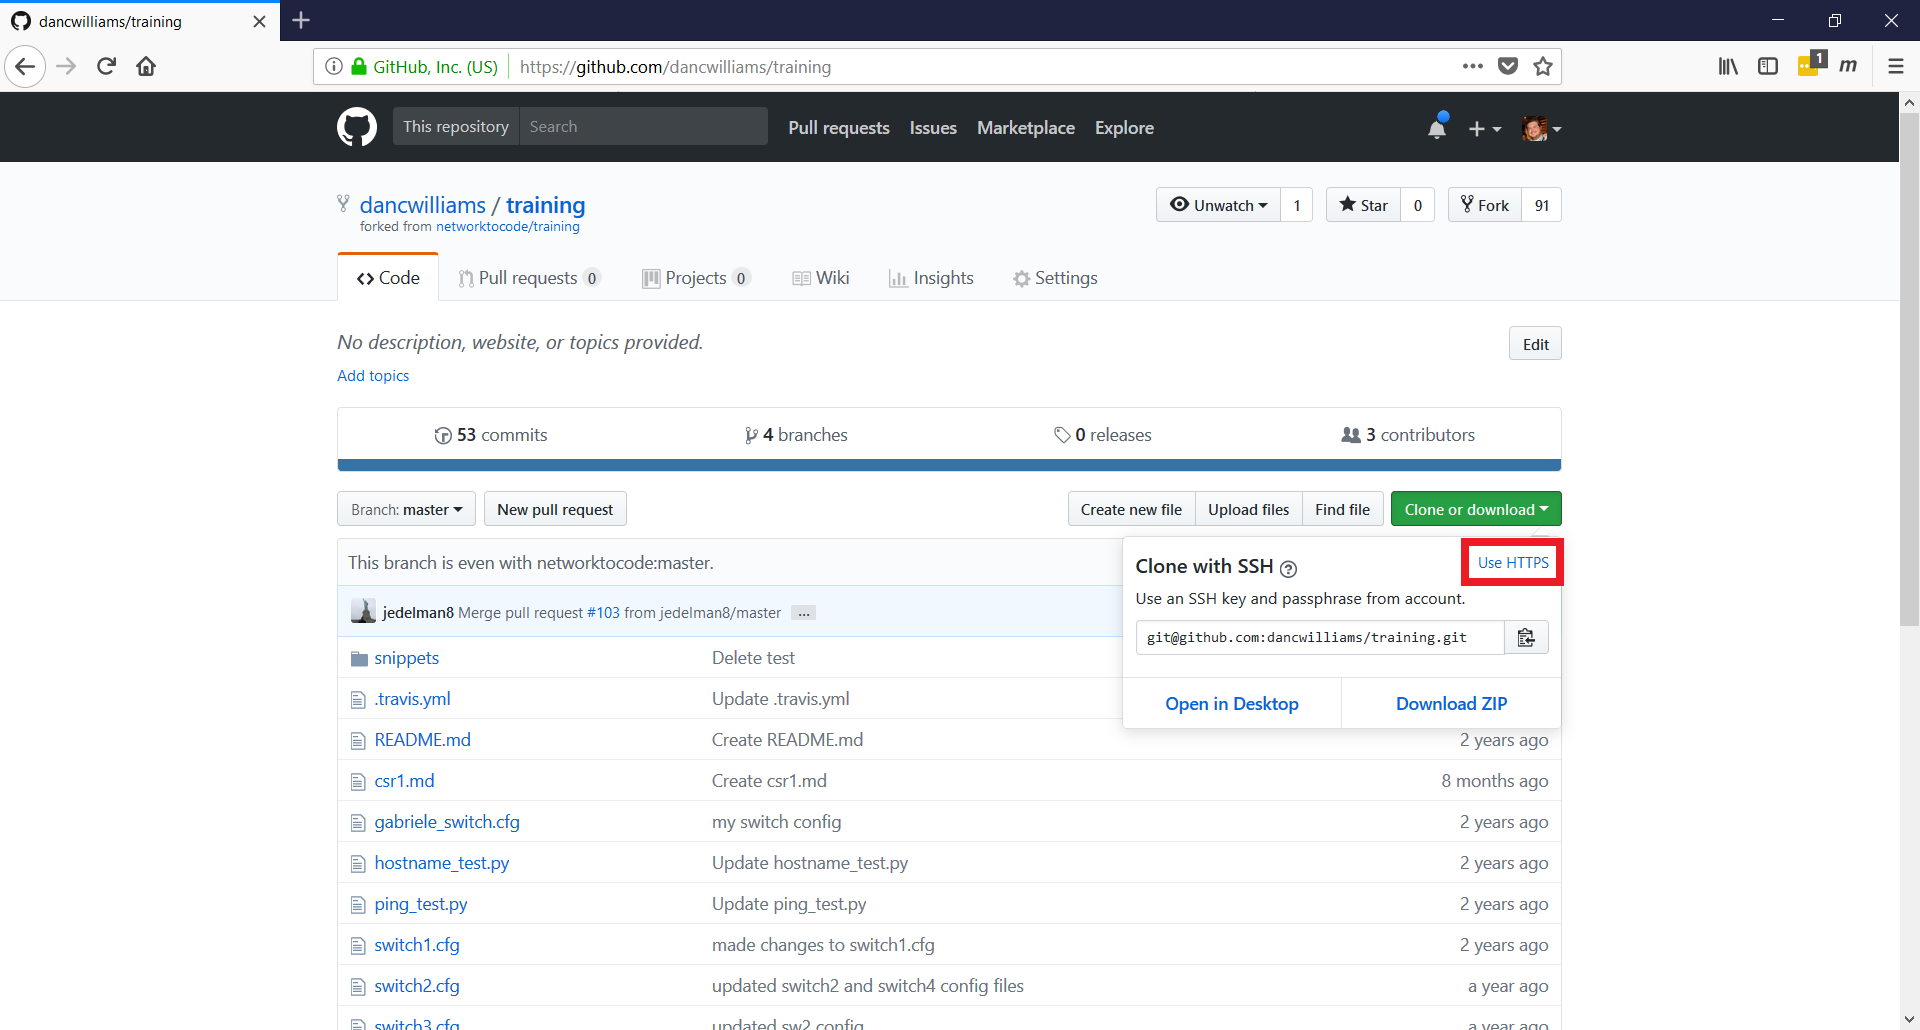 dancwilliams/training
GitHub, Inc. (US) https://github.com/dancwilliams/training
1
m
This repository Search Pull requests Issues Marketplace Explore
dancwilliams / training
forked from networktocode/training
Unwatch 1 Star 0 Fork 91
Code Pull requests 0 Projects 0 Wiki Insights Settings
No description, website, or topics provided.
Edit
Add topics
53 commits 4 branches 0 releases 3 contributors
Branch: master New pull request Create new file Upload files Find file Clone or download
This branch is even with networktocode:master.
Clone with SSH Use HTTPS
Use an SSH key and passphrase from account.
git@github.com:dancwilliams/training.git
Open in Desktop Download ZIP
jedelman8 Merge pull request #103 from jedelman8/master ...
snippets Delete test
.travis.yml Update .travis.yml
README.md Create README.md 2 years ago
csr1.md Create csr1.md 8 months ago
gabriele_switch.cfg my switch config 2 years ago
hostname_test.py Update hostname_test.py 2 years ago
ping_test.py Update ping_test.py 2 years ago
switch1.cfg made changes to switch1.cfg 2 years ago
switch2.cfg updated switch2 and switch4 config files a year ago
switch3.cfg updated sw2 config a year ago